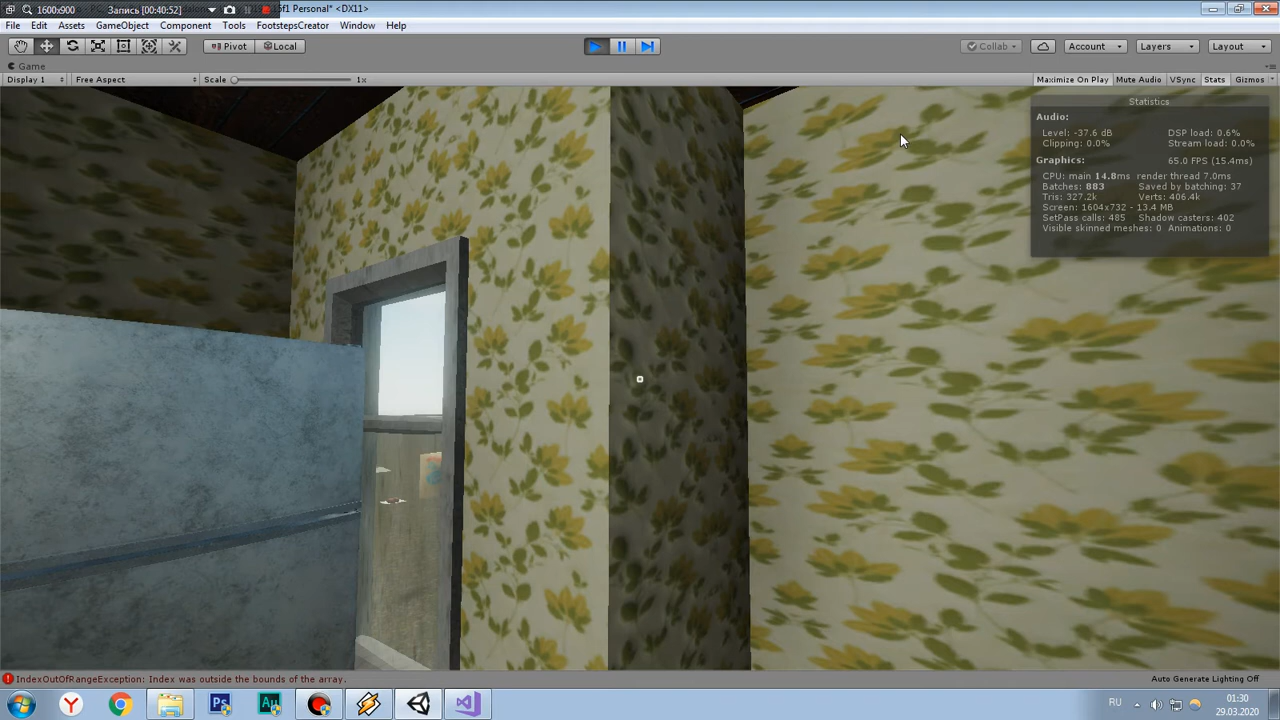 1600x900 Запись [00:40:52] 5f1 Personal* <DX11>
File Edit Assets GameObject Component Tools FootstepsCreator Window Help
Pivot Local Collab Account Layers Layout
Game
Display 1 Free Aspect Scale 1x Maximize On Play Mute Audio VSync Stats Gizmos
Statistics
Audio:
Level: -37.6 dB DSP load: 0.6%
Clipping: 0.0% Stream load: 0.0%
Graphics: 65.0 FPS (15.4ms)
CPU: main 14.8ms render thread 7.0ms
Batches: 883 Saved by batching: 37
Tris: 327.2k Verts: 406.4k
Screen: 1604x732 - 13.4 MB
SetPass calls: 485 Shadow casters: 402
Visible skinned meshes: 0 Animations: 0
IndexOutOfRangeException: Index was outside the bounds of the array. Auto Generate Lighting Off
Ps Au RU 01:30
29.03.2020